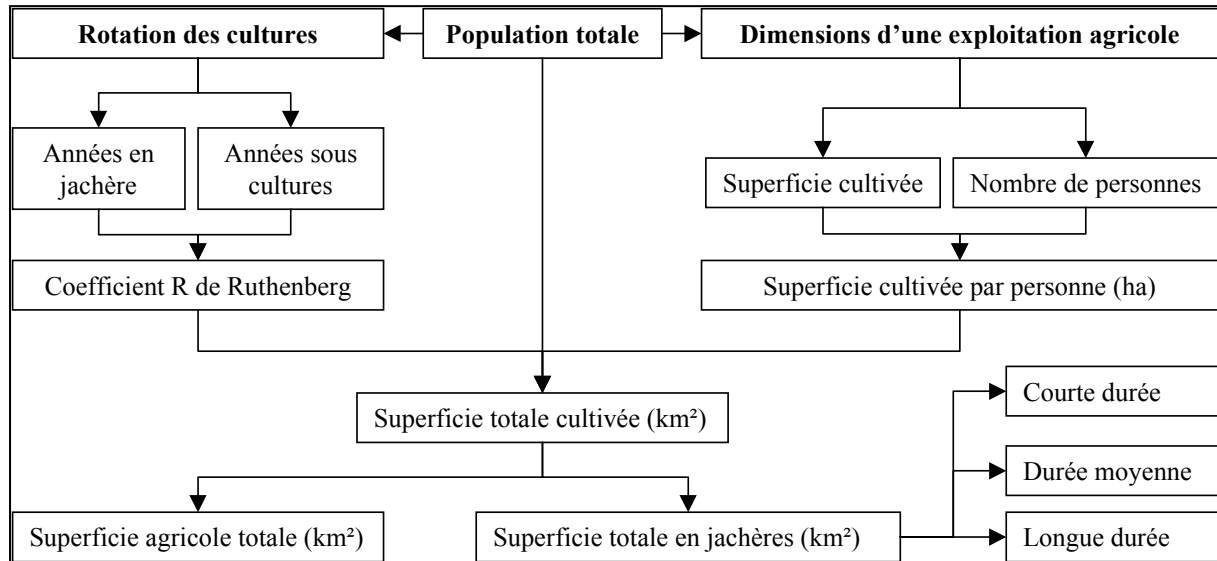 Rotation des cultures
Population totale
Dimensions d’une exploitation agricole
Années en
jachère
Années sous
cultures
Superficie cultivée
Nombre de personnes
Coefficient R de Ruthenberg
Superficie cultivée par personne (ha)
Superficie totale cultivée (km²)
Courte durée
Durée moyenne
Superficie agricole totale (km²)
Superficie totale en jachères (km²)
Longue durée